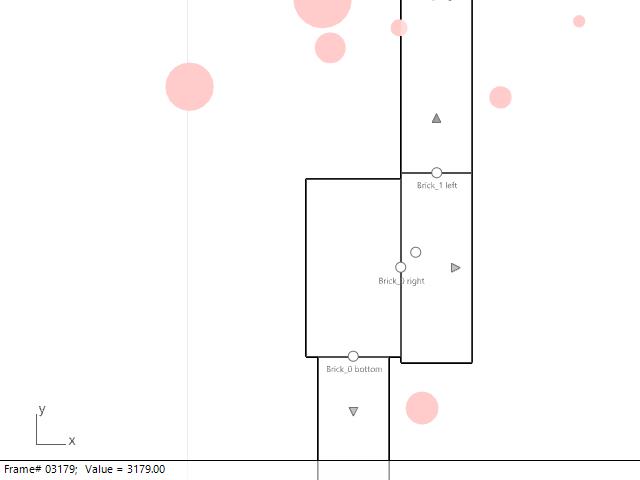 Brick_1 left
Brick_0 right
Brick_0 bottom
y
x
Frame# 03179; Value = 3179.00